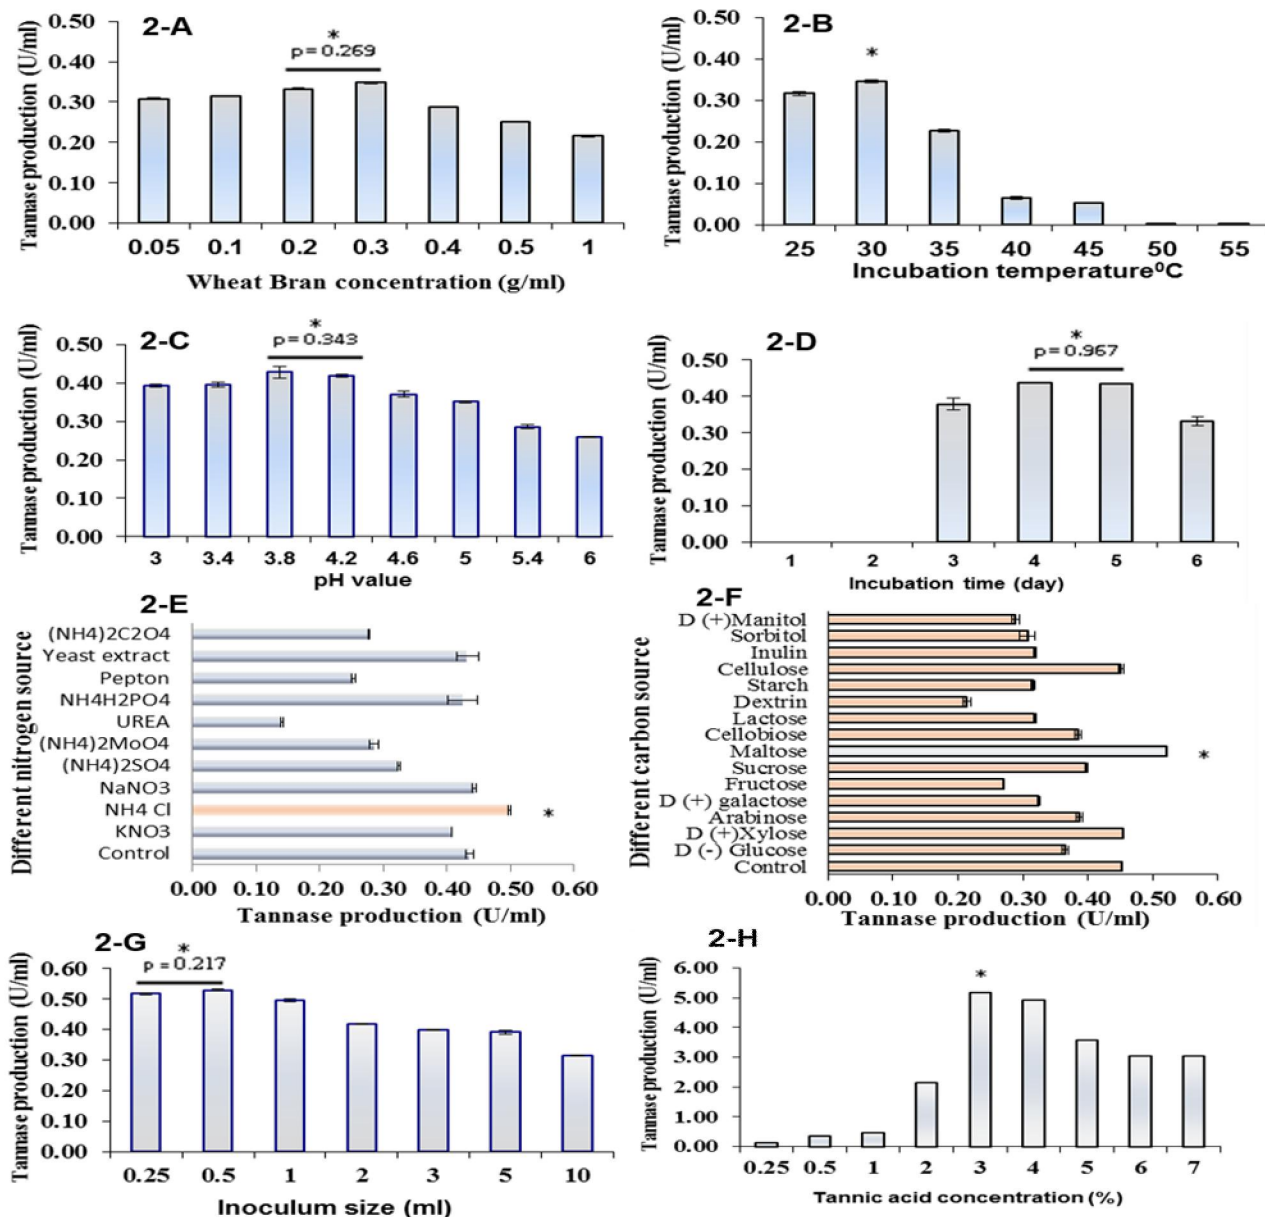 2-A
*
p = 0.269
Tannase production (U/ml)
0.50
0.40
0.30
0.20
0.10
0.00
0.05 0.1 0.2 0.3 0.4 0.5 1
Wheat Bran concentration (g/ml)
2-B
*
Tannase production (U/ml)
0.50
0.40
0.30
0.20
0.10
0.00
25 30 35 40 45 50 55
Incubation temperature⁰C
2-C
*
p = 0.343
Tannase production (U/ml)
0.50
0.40
0.30
0.20
0.10
0.00
3 3.4 3.8 4.2 4.6 5 5.4 6
pH value
2-D
*
p = 0.967
Tannase production (U/ml)
0.50
0.40
0.30
0.20
0.10
0.00
1 2 3 4 5 6
Incubation time (day)
2-E
Different nitrogen source
(NH4)2C2O4
Yeast extract
Pepton
NH4H2PO4
UREA
(NH4)2MoO4
(NH4)2SO4
NaNO3
NH4 Cl
*
KNO3
Control
0.00 0.10 0.20 0.30 0.40 0.50 0.60
Tannase production (U/ml)
2-F
Different carbon source
D (+)Manitol
Sorbitol
Inulin
Cellulose
Starch
Dextrin
Lactose
Cellobiose
Maltose
*
Sucrose
Fructose
D (+) galactose
Arabinose
D (+)Xylose
D (-) Glucose
Control
0.00 0.10 0.20 0.30 0.40 0.50 0.60
Tannase production (U/ml)
2-G
*
p = 0.217
Tannase production (U/ml)
0.60
0.50
0.40
0.30
0.20
0.10
0.00
0.25 0.5 1 2 3 5 10
Inoculum size (ml)
2-H
*
Tannase production (U/ml)
6.00
5.00
4.00
3.00
2.00
1.00
0.00
0.25 0.5 1 2 3 4 5 6 7
Tannic acid concentration (%)